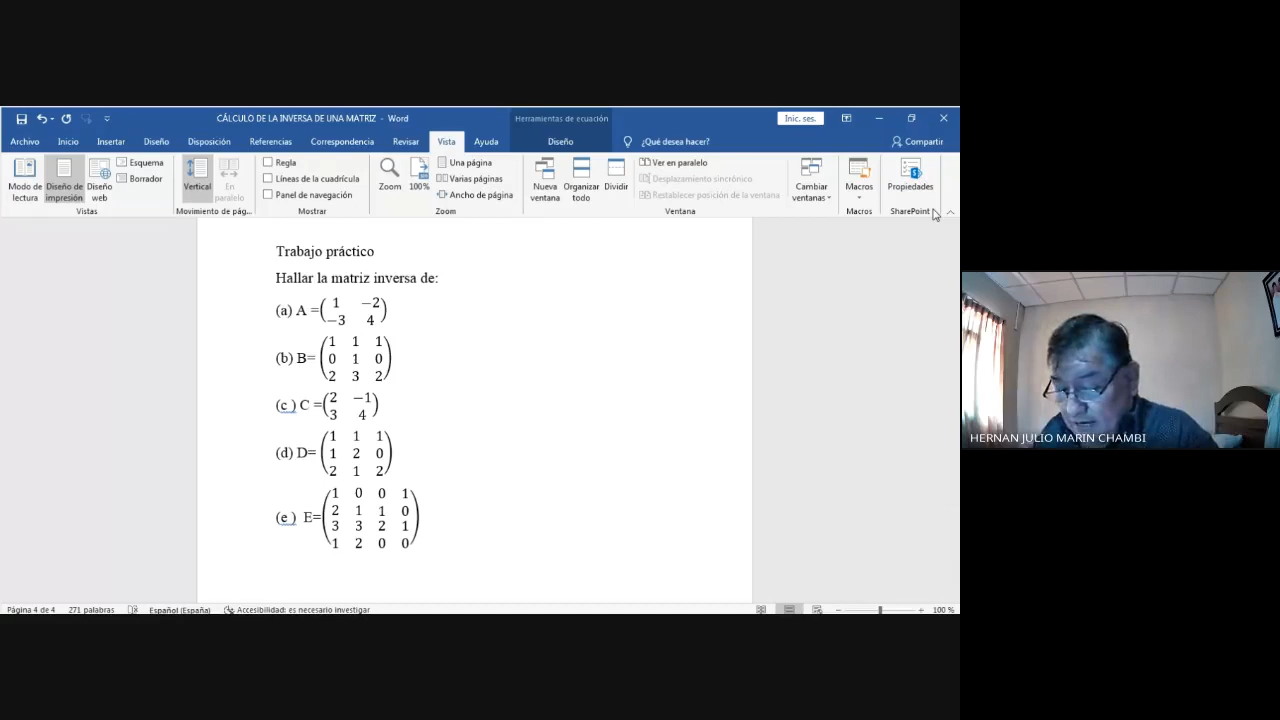 CÁLCULO DE LA INVERSA DE UNA MATRIZ - Word
Herramientas de ecuación
Inic. ses.
Archivo Inicio Insertar Diseño Disposición Referencias Correspondencia Revisar Vista Ayuda Diseño ¿Qué desea hacer? Compartir
Modo de lectura
Diseño de impresión
Diseño web
Esquema
Borrador
Vistas
Vertical
En paralelo
Movimiento de pág...
Regla
Líneas de la cuadrícula
Panel de navegación
Mostrar
Zoom
100%
Una página
Varias páginas
Ancho de página
Zoom
Nueva ventana
Organizar todo
Dividir
Ver en paralelo
Desplazamiento sincrónico
Restablecer posición de la ventana
Ventana
Cambiar ventanas
Macros
Macros
Propiedades
SharePoint
Trabajo práctico
Hallar la matriz inversa de:
(a) A =
1 −2
−3 4
(b) B=
1 1 1
0 1 0
2 3 2
(c ) C =
2 −1
3 4
(d) D=
1 1 1
1 2 0
2 1 2
(e ) E=
1 0 0 1
2 1 1 0
3 3 2 1
1 2 0 0
HERNAN JULIO MARIN CHAMBI
Página 4 de 4 271 palabras Español (España) Accesibilidad: es necesario investigar 100 %